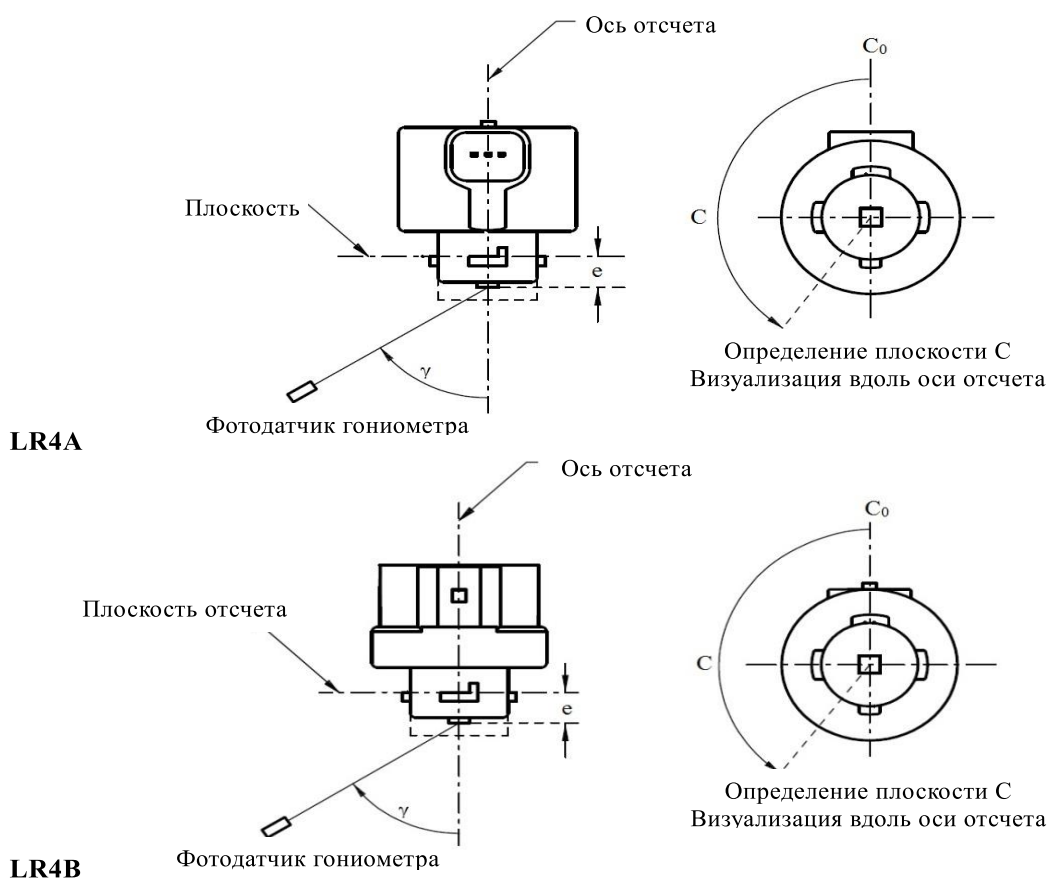 Ось отсчета
C₀
Плоскость
C
e
γ
Определение плоскости C
Визуализация вдоль оси отсчета
Фотодатчик гониометра
LR4A
Ось отсчета
C₀
Плоскость отсчета
C
e
γ
Определение плоскости C
Визуализация вдоль оси отсчета
Фотодатчик гониометра
LR4B